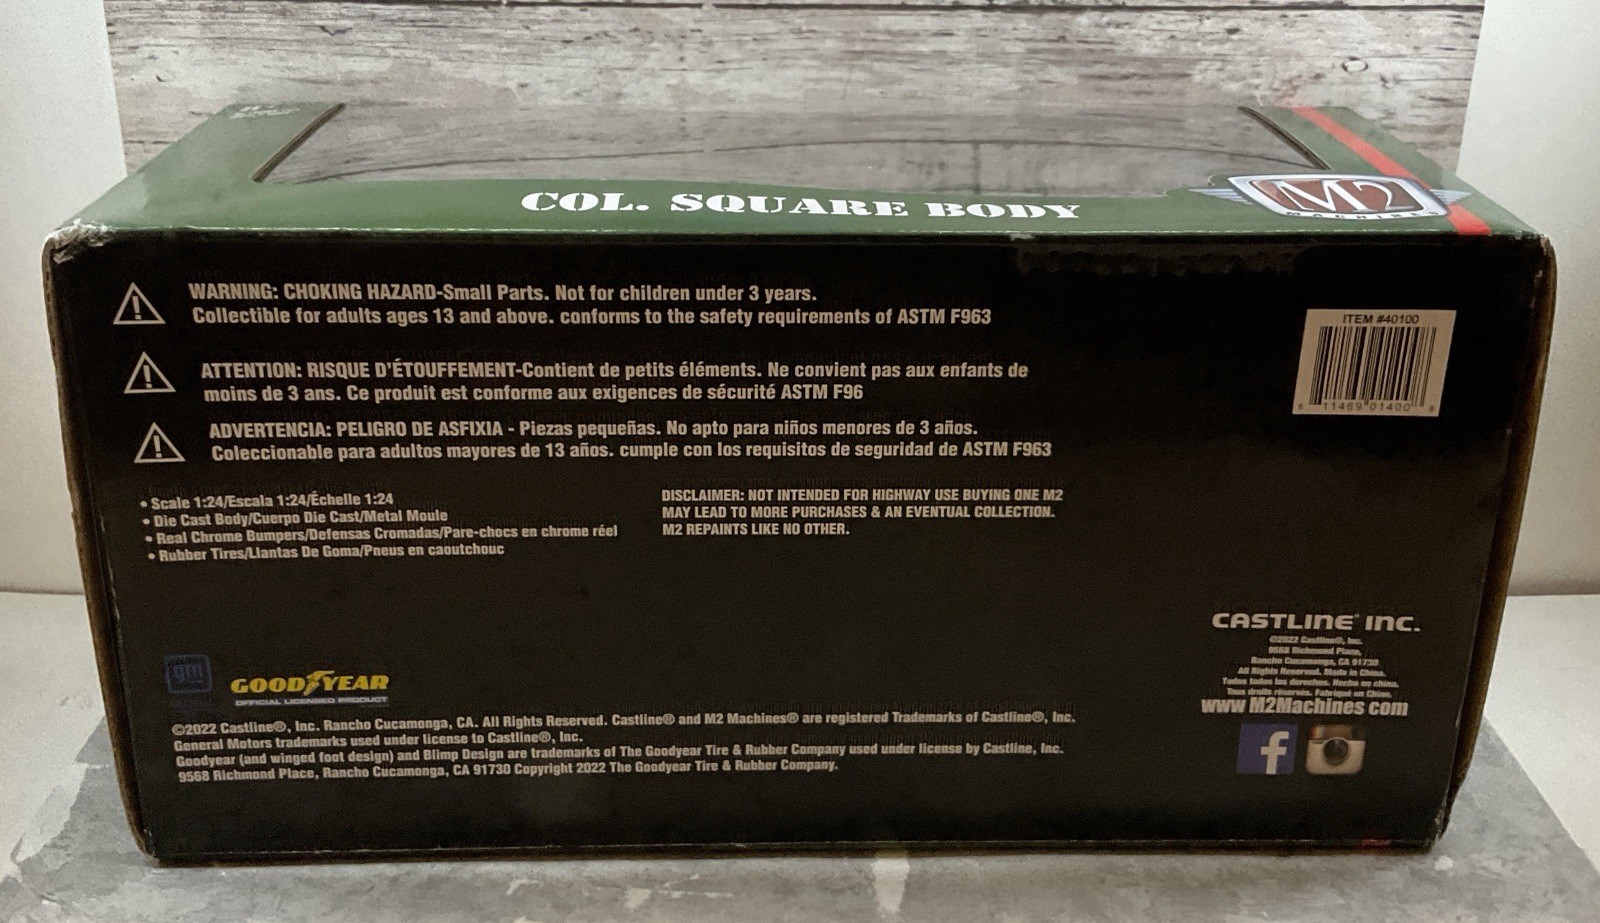 COL. SQUARE BODY
M2
MACHINES
WARNING: CHOKING HAZARD-Small Parts. Not for children under 3 years.
Collectible for adults ages 13 and above. conforms to the safety requirements of ASTM F963
ATTENTION: RISQUE D'ÉTOUFFEMENT-Contient de petits éléments. Ne convient pas aux enfants de
moins de 3 ans. Ce produit est conforme aux exigences de sécurité ASTM F96
ADVERTENCIA: PELIGRO DE ASFIXIA - Piezas pequeñas. No apto para niños menores de 3 años.
Coleccionable para adultos mayores de 13 años. cumple con los requisitos de seguridad de ASTM F963
ITEM #40100
11469 01400
• Scale 1:24/Escala 1:24/Échelle 1:24
• Die Cast Body/Cuerpo Die Cast/Metal Moule
• Real Chrome Bumpers/Defensas Cromadas/Pare-chocs en chrome réel
• Rubber Tires/Llantas De Goma/Pneus en caoutchouc
DISCLAIMER: NOT INTENDED FOR HIGHWAY USE BUYING ONE M2
MAY LEAD TO MORE PURCHASES & AN EVENTUAL COLLECTION.
M2 REPAINTS LIKE NO OTHER.
gm
GOODYEAR
OFFICIAL LICENSED PRODUCT
©2022 Castline®, Inc. Rancho Cucamonga, CA. All Rights Reserved. Castline® and M2 Machines® are registered Trademarks of Castline®, Inc.
General Motors trademarks used under license to Castline®, Inc.
Goodyear (and winged foot design) and Blimp Design are trademarks of The Goodyear Tire & Rubber Company used under license by Castline, Inc.
9568 Richmond Place, Rancho Cucamonga, CA 91730 Copyright 2022 The Goodyear Tire & Rubber Company.
CASTLINE® INC.
©2022 Castline®, Inc.
9568 Richmond Place,
Rancho Cucamonga, CA 91730
All Rights Reserved. Made in China.
Todos todos los derechos. Hecho en china.
Tous droits réservés. Fabriqué en Chine.
www.M2Machines.com
f